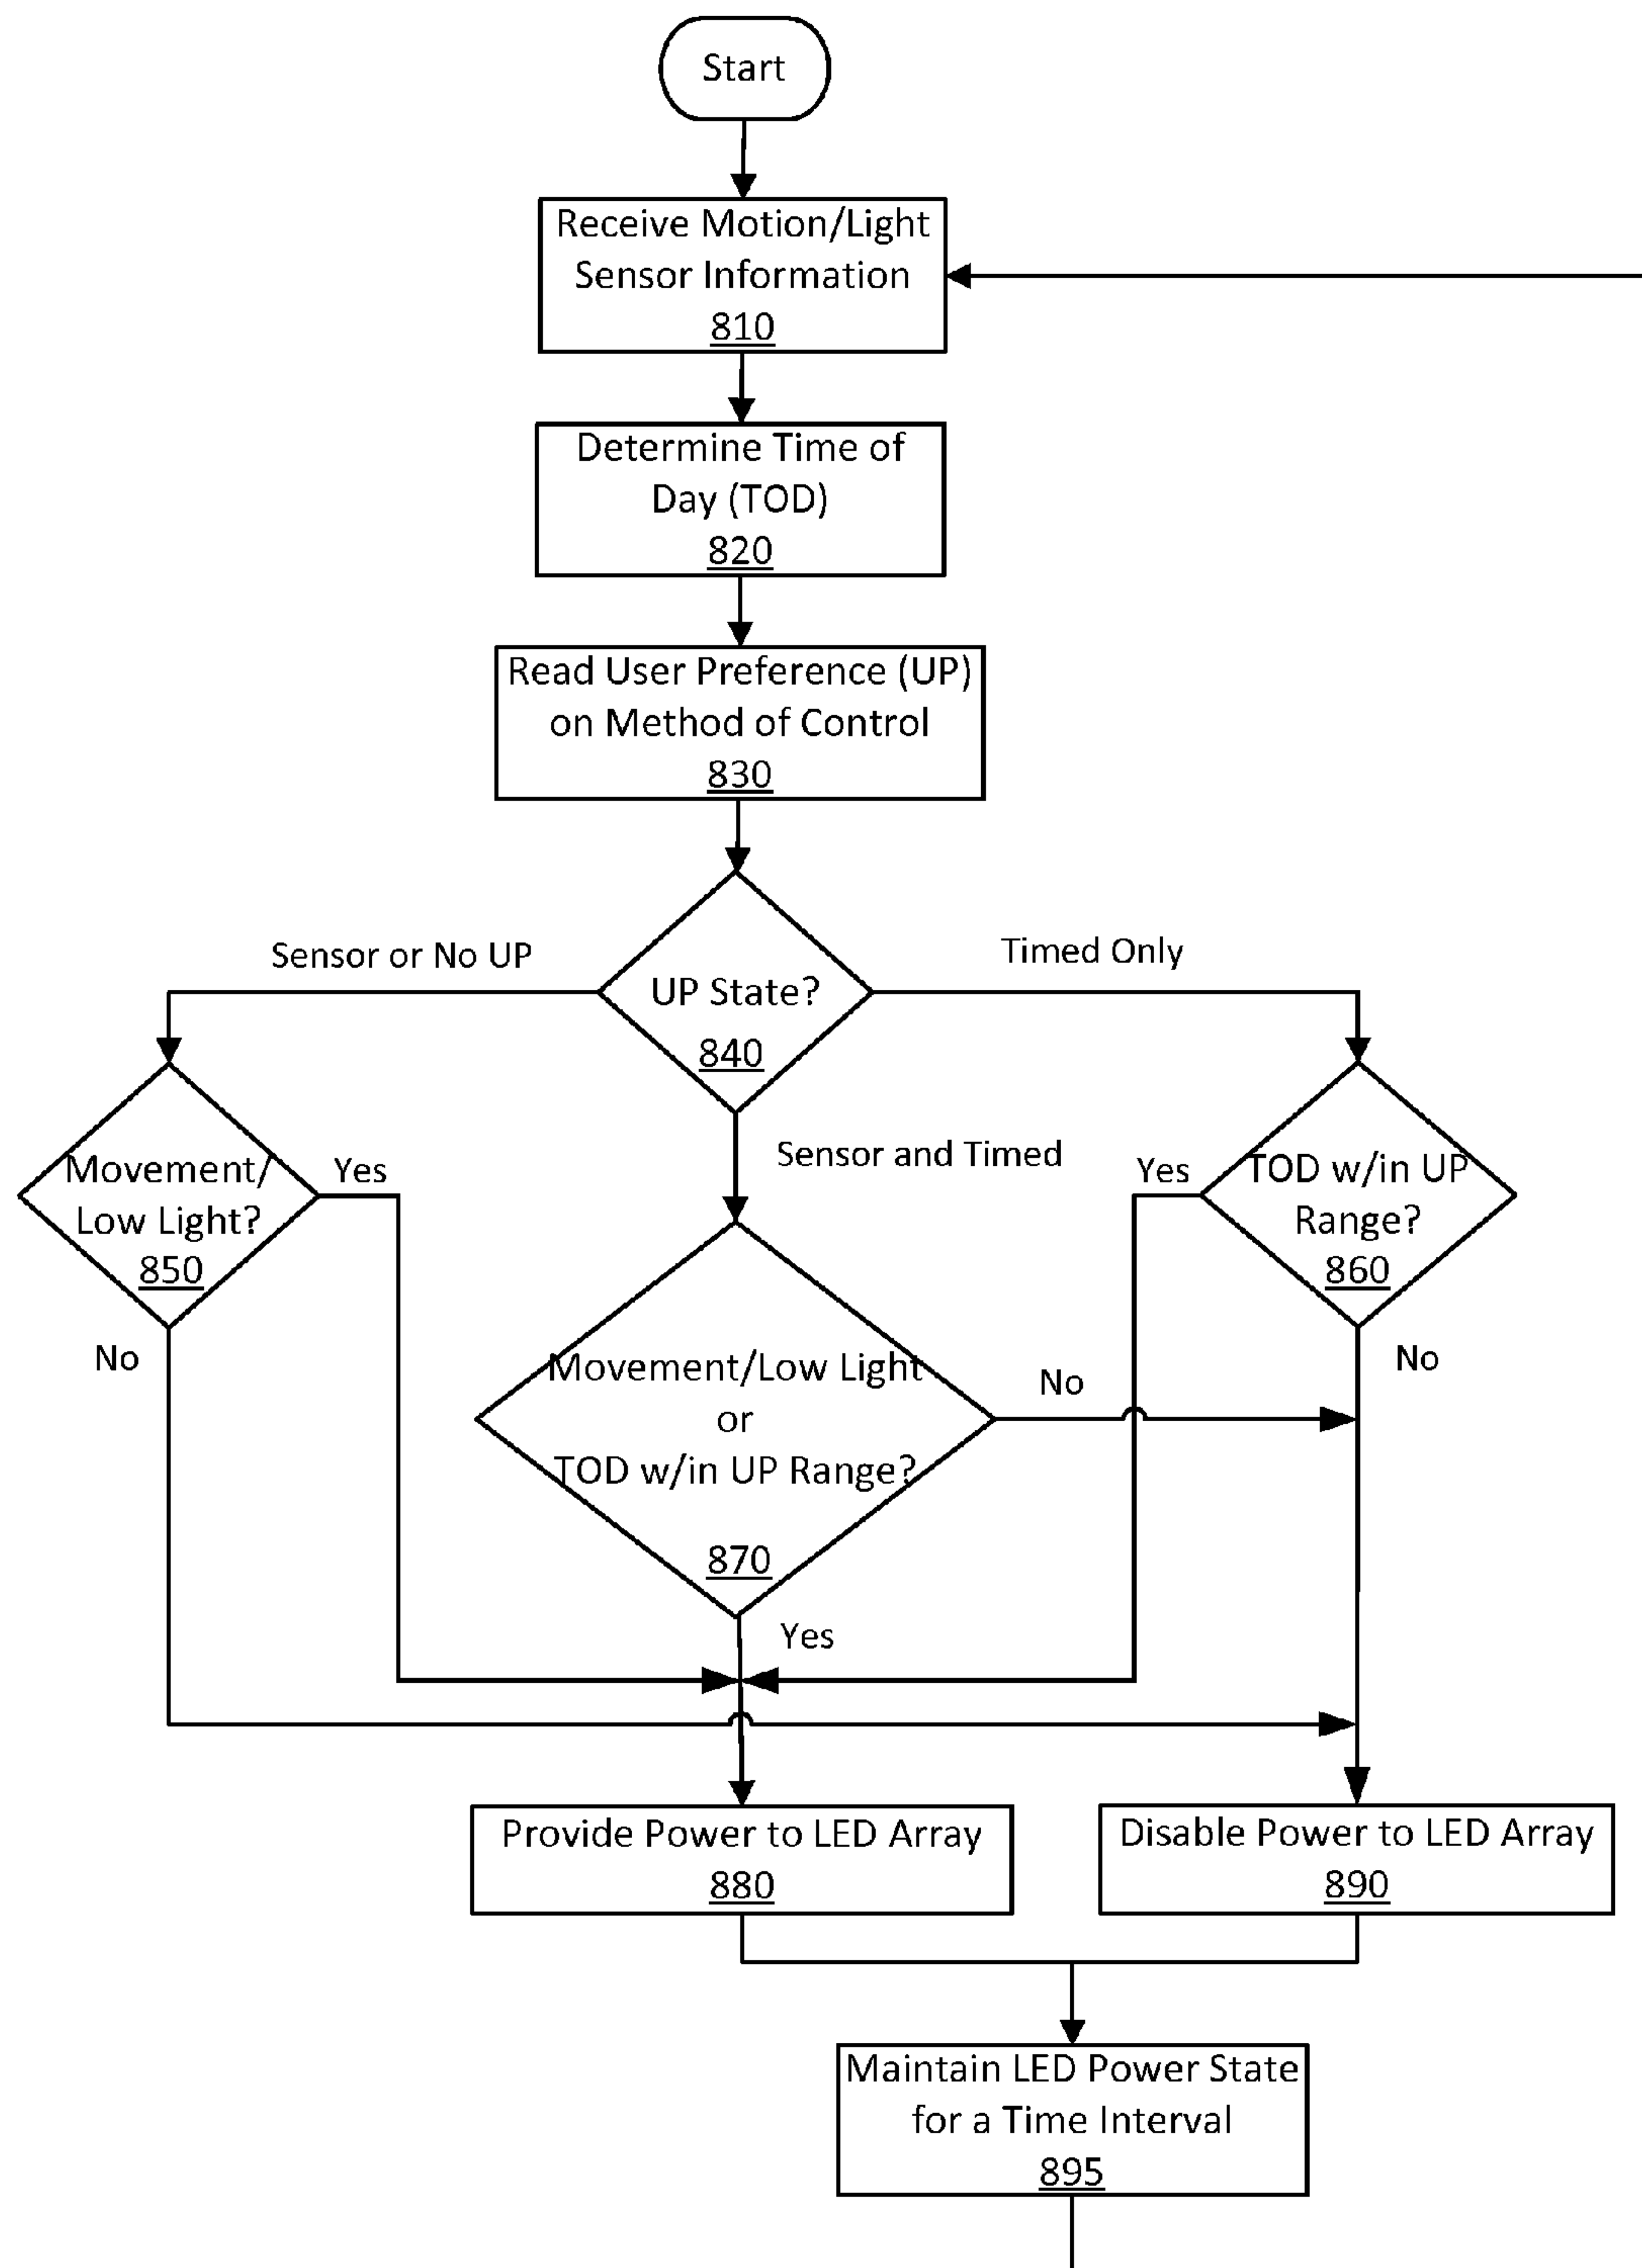 Start
Receive Motion/Light
Sensor Information
810
Determine Time of
Day (TOD)
820
Read User Preference (UP)
on Method of Control
830
Sensor or No UP
Timed Only
UP State?
840
Sensor and Timed
Movement/
Low Light?
850
Yes
No
Yes
TOD w/in UP
Range?
860
No
Movement/Low Light
or
TOD w/in UP Range?
870
No
Yes
Provide Power to LED Array
880
Disable Power to LED Array
890
Maintain LED Power State
for a Time Interval
895